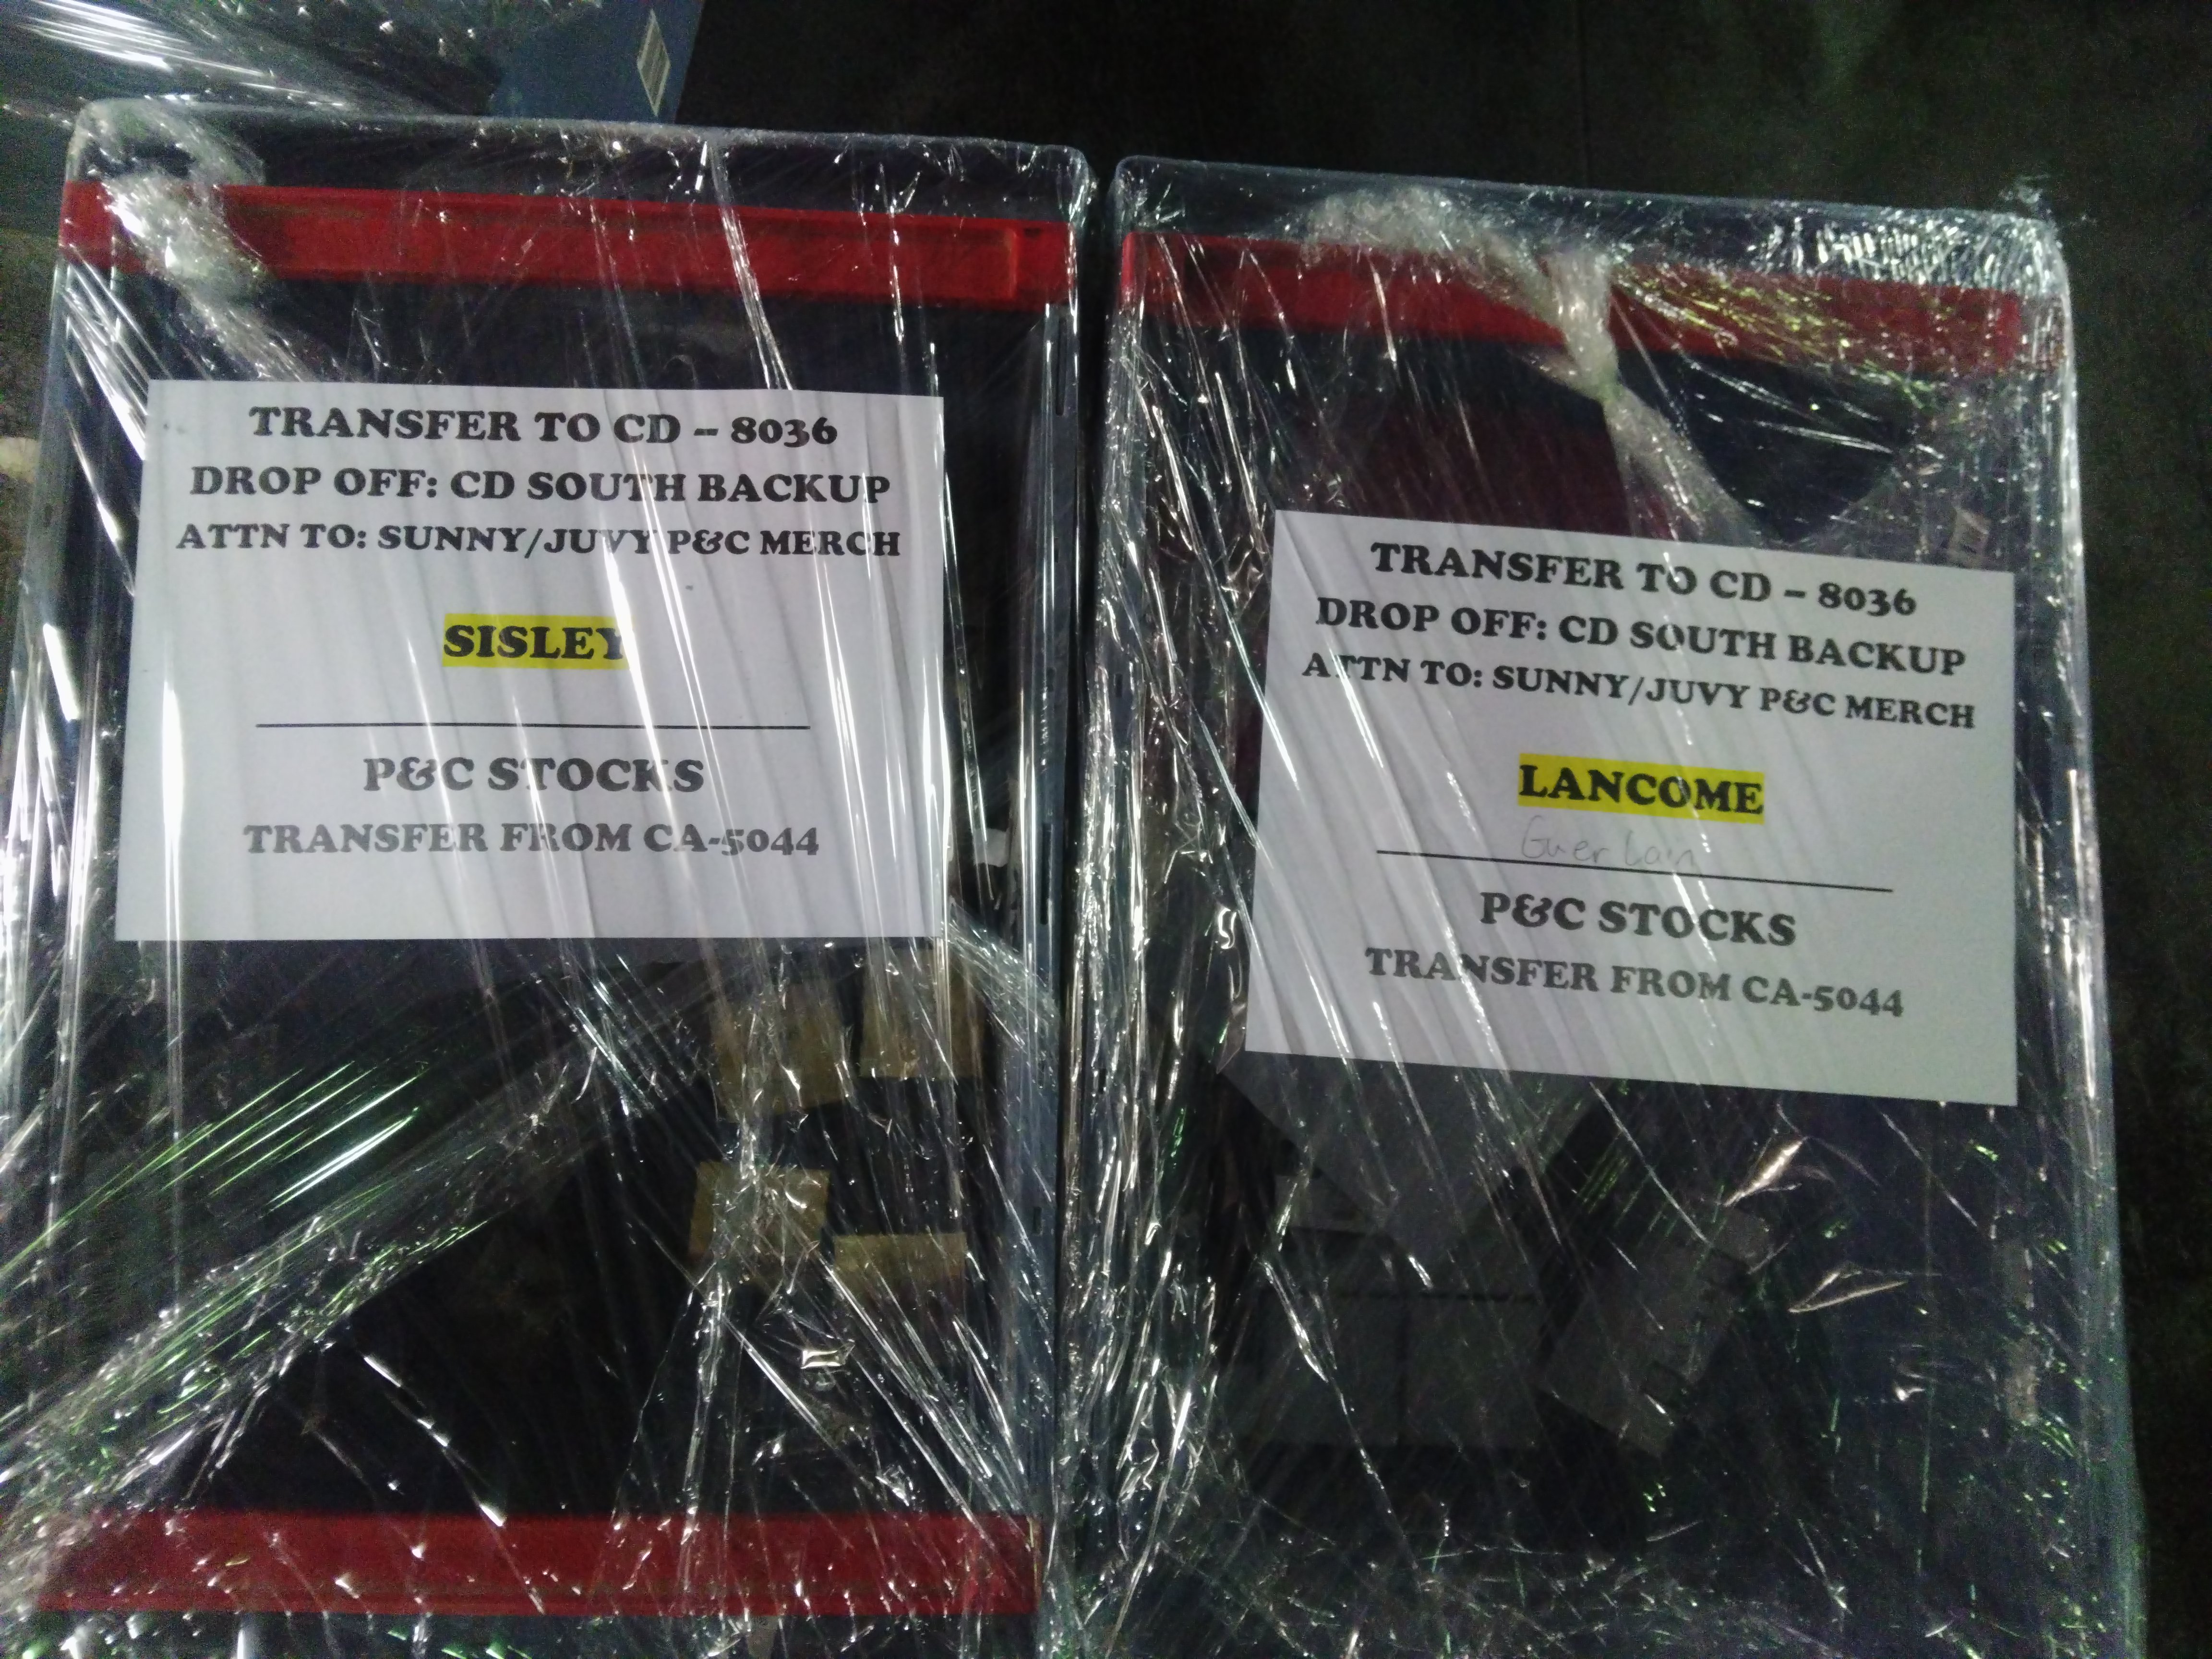 TRANSFER TO CD – 8036
DROP OFF: CD SOUTH BACKUP
ATTN TO: SUNNY/JUVY P&C MERCH
SISLEY
P&C STOCKS
TRANSFER FROM CA-5044
TRANSFER TO CD – 8036
DROP OFF: CD SOUTH BACKUP
ATTN TO: SUNNY/JUVY P&C MERCH
LANCOME
Guerlain
P&C STOCKS
TRANSFER FROM CA-5044